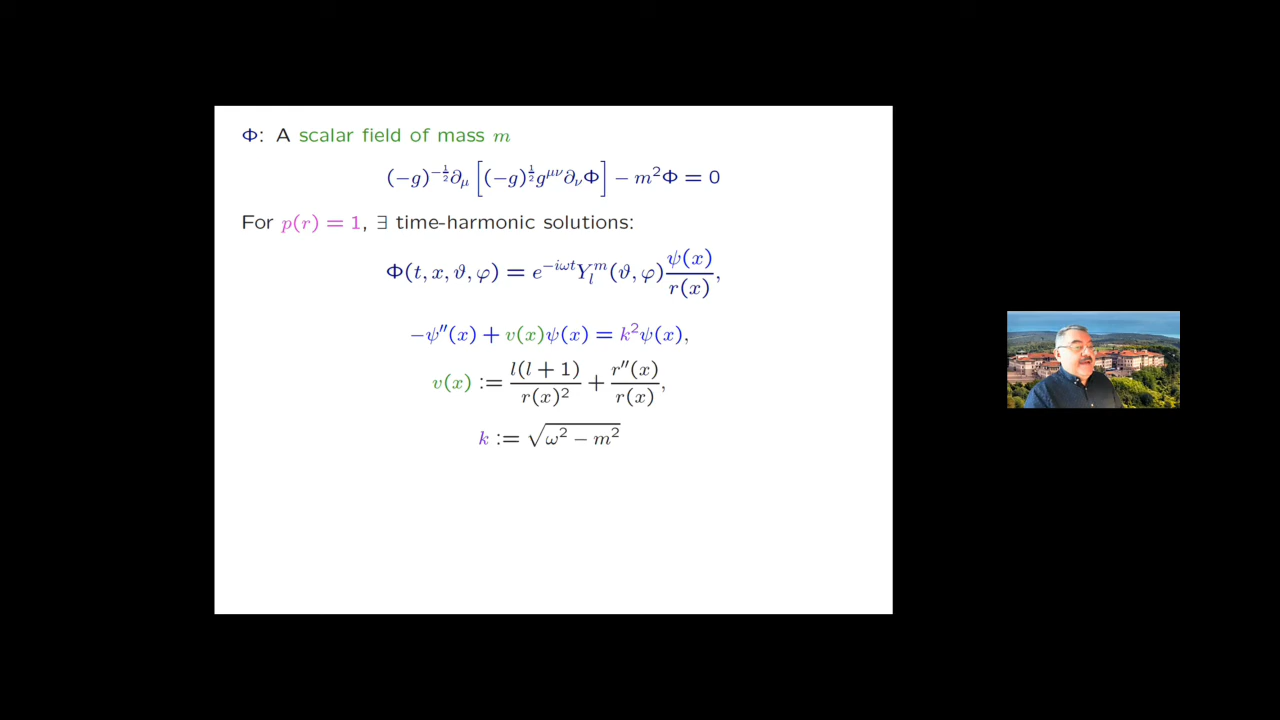 Φ: A scalar field of mass m
(−g)^{−1/2} ∂_μ [(−g)^{1/2} g^{μν} ∂_ν Φ] − m²Φ = 0
For p(r) = 1, ∃ time-harmonic solutions:
Φ(t, x, ϑ, φ) = e^{−iωt} Y_l^m(ϑ, φ) ψ(x)/r(x),
−ψ″(x) + v(x)ψ(x) = k²ψ(x),
v(x) := l(l + 1)/r(x)² + r″(x)/r(x),
k := √(ω² − m²)